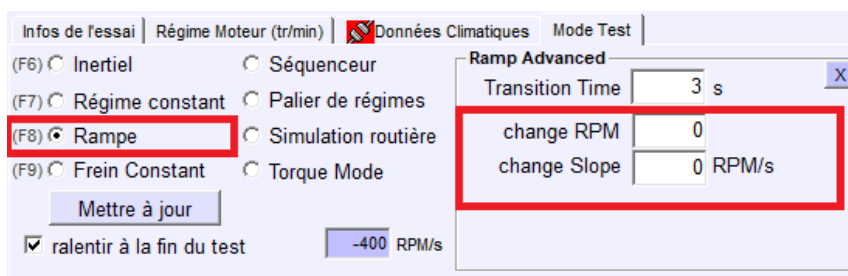 Infos de l'essai Régime Moteur (tr/min) Données Climatiques Mode Test
(F6) Inertiel
(F7) Régime constant
(F8) Rampe
(F9) Frein Constant
Séquenceur
Palier de régimes
Simulation routière
Torque Mode
Mettre à jour
ralentir à la fin du test -400 RPM/s
Ramp Advanced
X
Transition Time 3 s
change RPM 0
change Slope 0 RPM/s